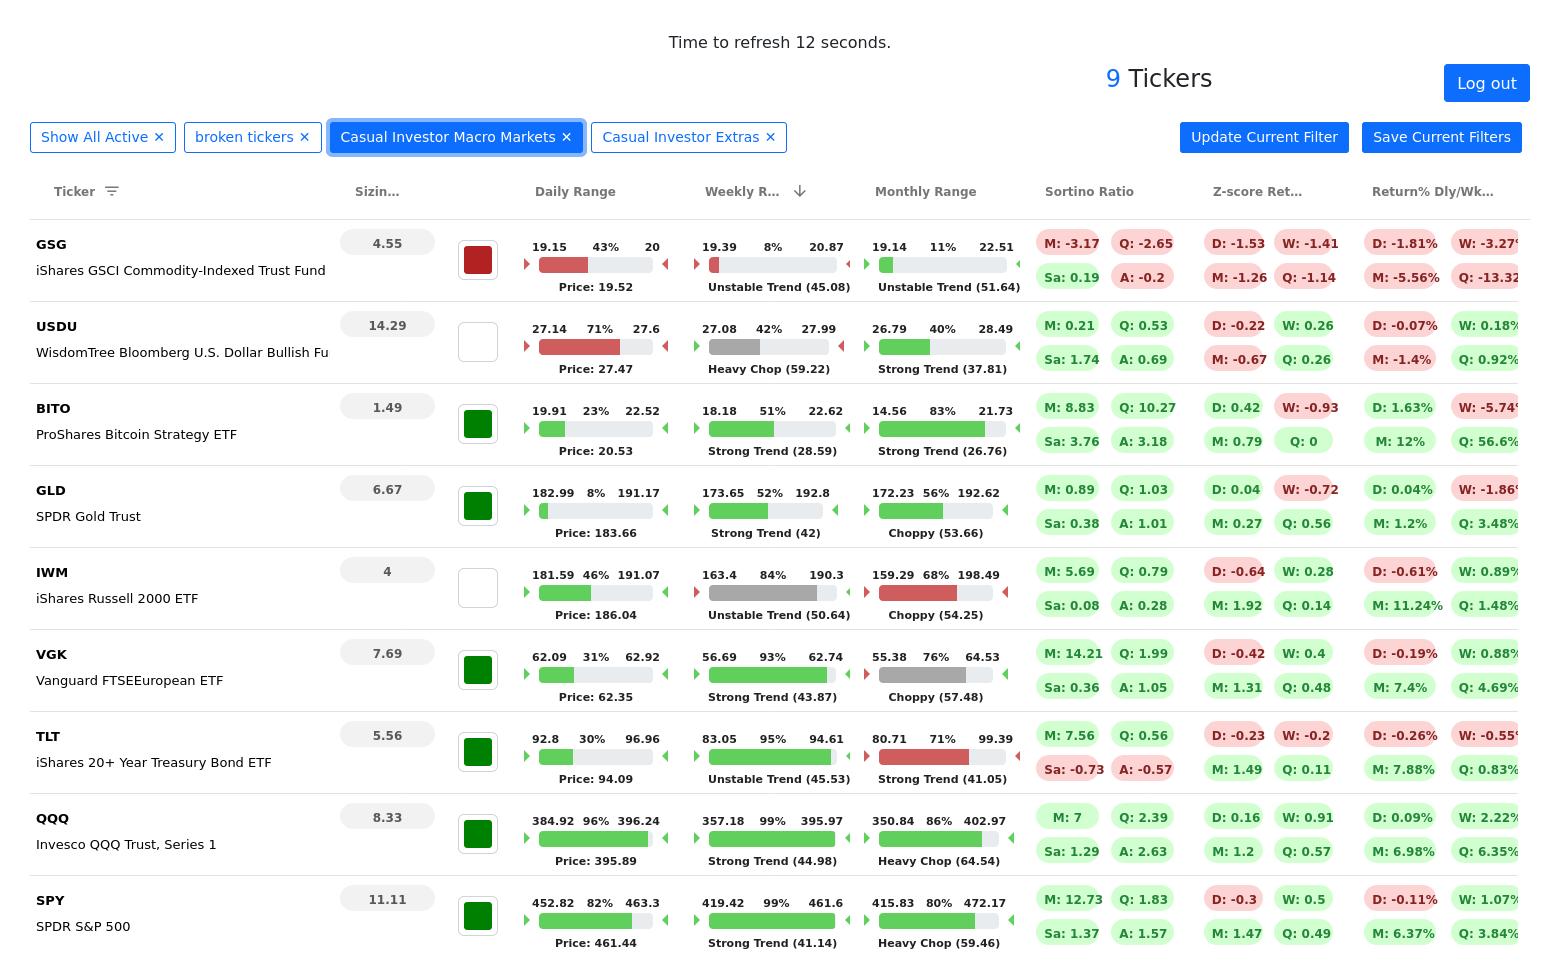 Time to refresh 12 seconds.
9 Tickers
Log out
Show All Active ✕ broken tickers ✕ Casual Investor Macro Markets ✕ Casual Investor Extras ✕ Update Current Filter Save Current Filters
Ticker Sizin... Daily Range Weekly R... Monthly Range Sortino Ratio Z-score Ret... Return% Dly/Wk...
GSG 4.55 19.15 43% 20 19.39 8% 20.87 19.14 11% 22.51 M: -3.17 Q: -2.65 D: -1.53 W: -1.41 D: -1.81% W: -3.27%
iShares GSCI Commodity-Indexed Trust Fund Sa: 0.19 A: -0.2 M: -1.26 Q: -1.14 M: -5.56% Q: -13.32
Price: 19.52 Unstable Trend (45.08) Unstable Trend (51.64)
USDU 14.29 27.14 71% 27.6 27.08 42% 27.99 26.79 40% 28.49 M: 0.21 Q: 0.53 D: -0.22 W: 0.26 D: -0.07% W: 0.18%
WisdomTree Bloomberg U.S. Dollar Bullish Fu Sa: 1.74 A: 0.69 M: -0.67 Q: 0.26 M: -1.4% Q: 0.92%
Price: 27.47 Heavy Chop (59.22) Strong Trend (37.81)
BITO 1.49 19.91 23% 22.52 18.18 51% 22.62 14.56 83% 21.73 M: 8.83 Q: 10.27 D: 0.42 W: -0.93 D: 1.63% W: -5.74%
ProShares Bitcoin Strategy ETF Sa: 3.76 A: 3.18 M: 0.79 Q: 0 M: 12% Q: 56.6%
Price: 20.53 Strong Trend (28.59) Strong Trend (26.76)
GLD 6.67 182.99 8% 191.17 173.65 52% 192.8 172.23 56% 192.62 M: 0.89 Q: 1.03 D: 0.04 W: -0.72 D: 0.04% W: -1.86%
SPDR Gold Trust Sa: 0.38 A: 1.01 M: 0.27 Q: 0.56 M: 1.2% Q: 3.48%
Price: 183.66 Strong Trend (42) Choppy (53.66)
IWM 4 181.59 46% 191.07 163.4 84% 190.3 159.29 68% 198.49 M: 5.69 Q: 0.79 D: -0.64 W: 0.28 D: -0.61% W: 0.89%
iShares Russell 2000 ETF Sa: 0.08 A: 0.28 M: 1.92 Q: 0.14 M: 11.24% Q: 1.48%
Price: 186.04 Unstable Trend (50.64) Choppy (54.25)
VGK 7.69 62.09 31% 62.92 56.69 93% 62.74 55.38 76% 64.53 M: 14.21 Q: 1.99 D: -0.42 W: 0.4 D: -0.19% W: 0.88%
Vanguard FTSEEuropean ETF Sa: 0.36 A: 1.05 M: 1.31 Q: 0.48 M: 7.4% Q: 4.69%
Price: 62.35 Strong Trend (43.87) Choppy (57.48)
TLT 5.56 92.8 30% 96.96 83.05 95% 94.61 80.71 71% 99.39 M: 7.56 Q: 0.56 D: -0.23 W: -0.2 D: -0.26% W: -0.55%
iShares 20+ Year Treasury Bond ETF Sa: -0.73 A: -0.57 M: 1.49 Q: 0.11 M: 7.88% Q: 0.83%
Price: 94.09 Unstable Trend (45.53) Strong Trend (41.05)
QQQ 8.33 384.92 96% 396.24 357.18 99% 395.97 350.84 86% 402.97 M: 7 Q: 2.39 D: 0.16 W: 0.91 D: 0.09% W: 2.22%
Invesco QQQ Trust, Series 1 Sa: 1.29 A: 2.63 M: 1.2 Q: 0.57 M: 6.98% Q: 6.35%
Price: 395.89 Strong Trend (44.98) Heavy Chop (64.54)
SPY 11.11 452.82 82% 463.3 419.42 99% 461.6 415.83 80% 472.17 M: 12.73 Q: 1.83 D: -0.3 W: 0.5 D: -0.11% W: 1.07%
SPDR S&P 500 Sa: 1.37 A: 1.57 M: 1.47 Q: 0.49 M: 6.37% Q: 3.84%
Price: 461.44 Strong Trend (41.14) Heavy Chop (59.46)